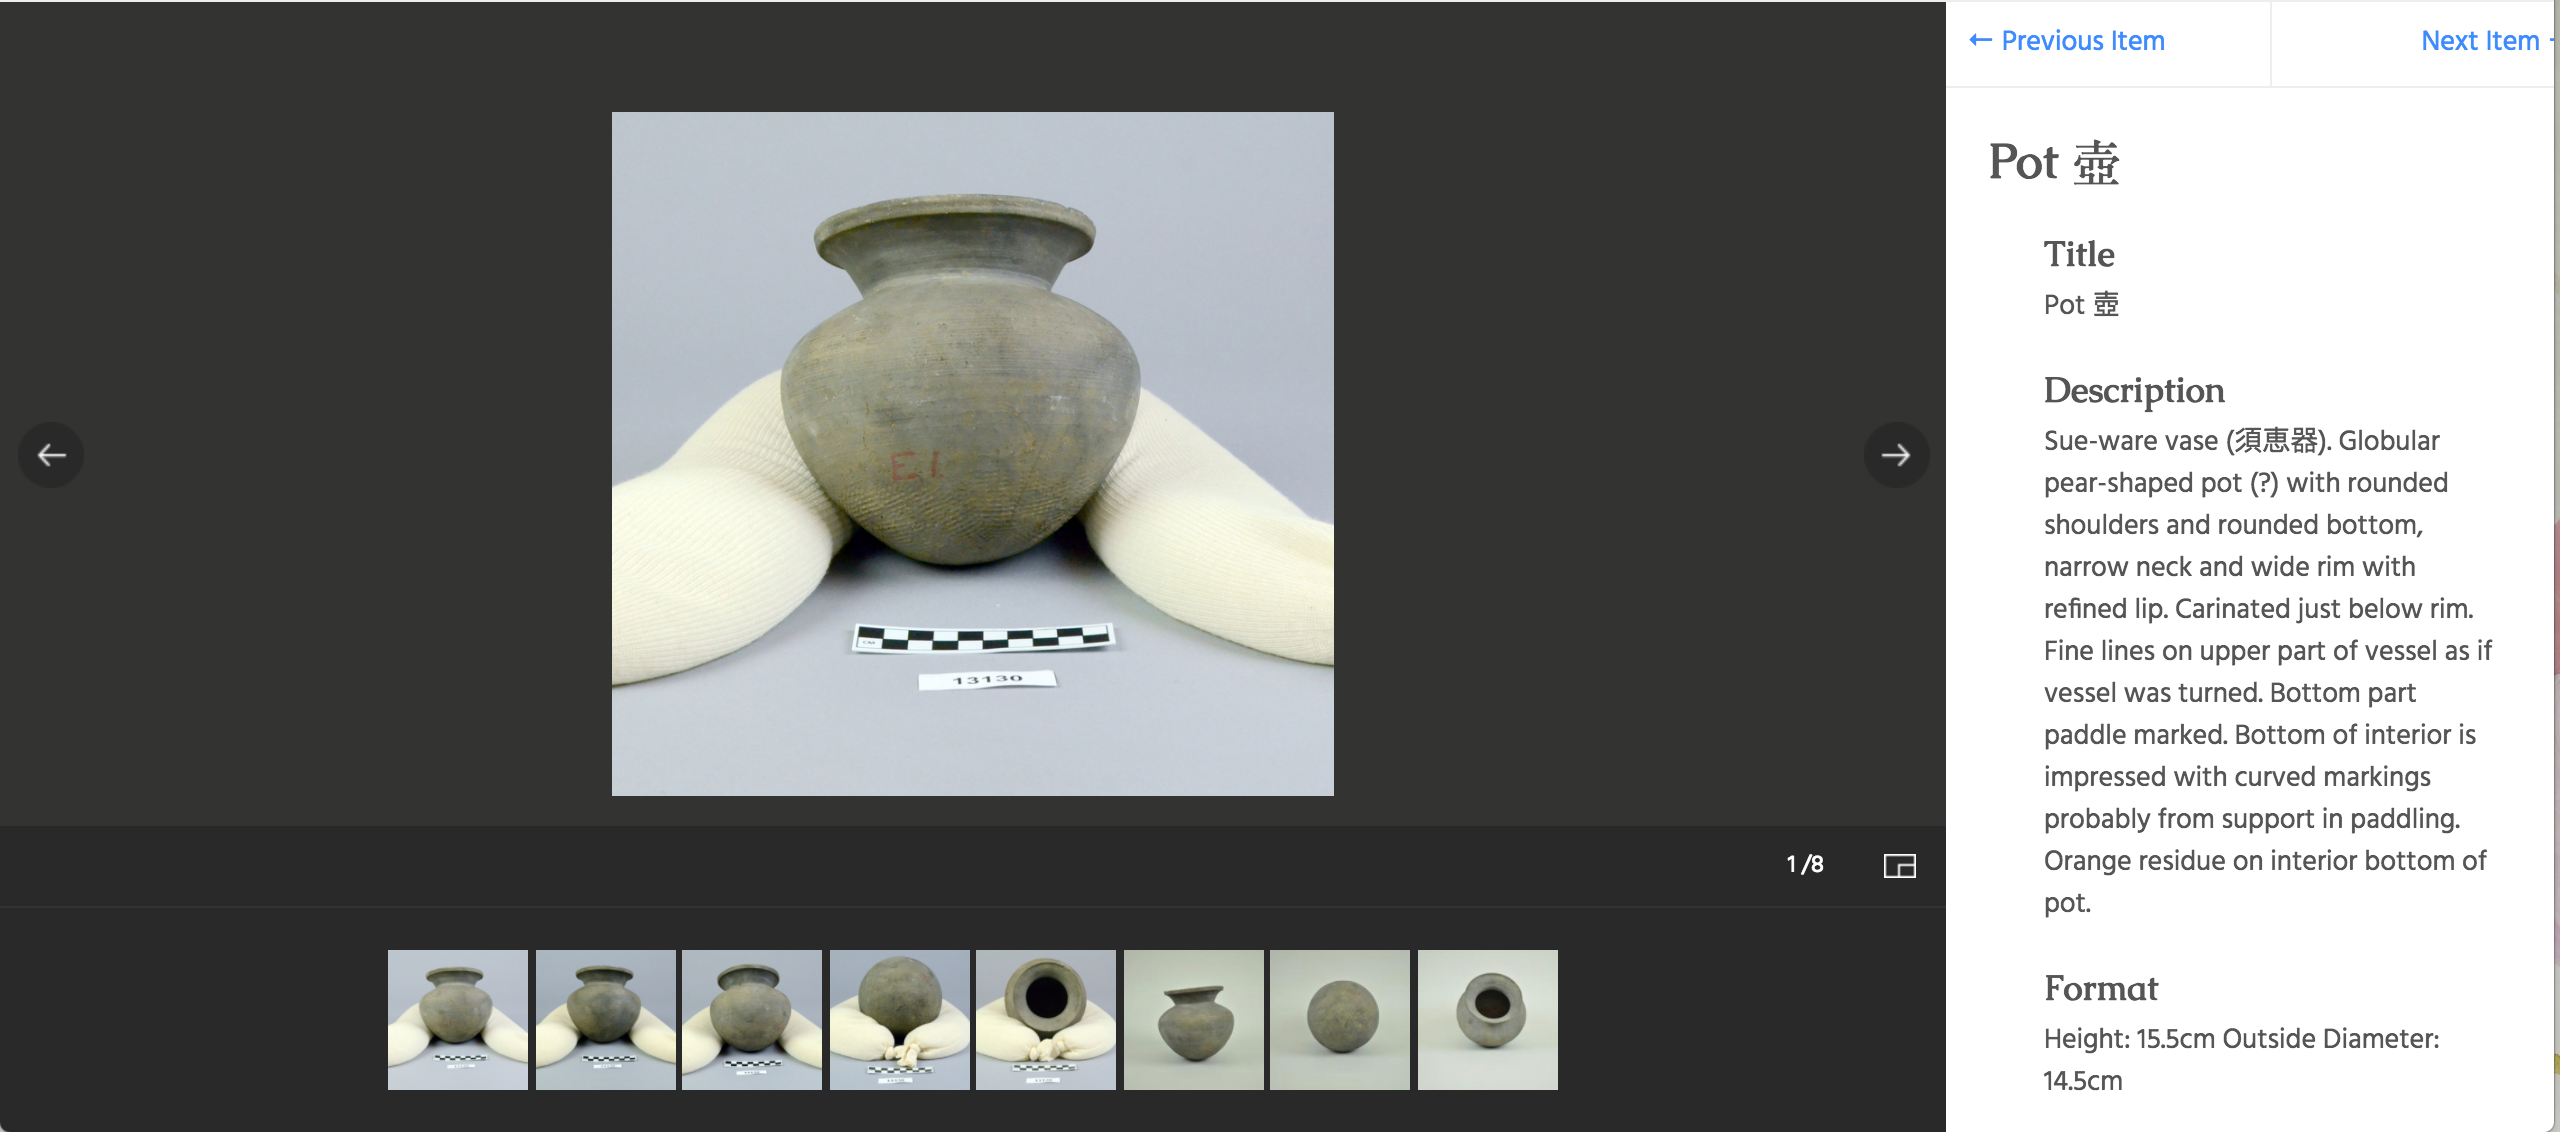 ← Previous Item
Next Item
Pot 壺
Title
Pot 壺
Description
Sue-ware vase (須恵器). Globular
pear-shaped pot (?) with rounded
shoulders and rounded bottom,
narrow neck and wide rim with
refined lip. Carinated just below rim.
Fine lines on upper part of vessel as if
vessel was turned. Bottom part
paddle marked. Bottom of interior is
impressed with curved markings
probably from support in paddling.
Orange residue on interior bottom of
pot.
Format
Height: 15.5cm Outside Diameter:
14.5cm
E1
CM
13130
1/8